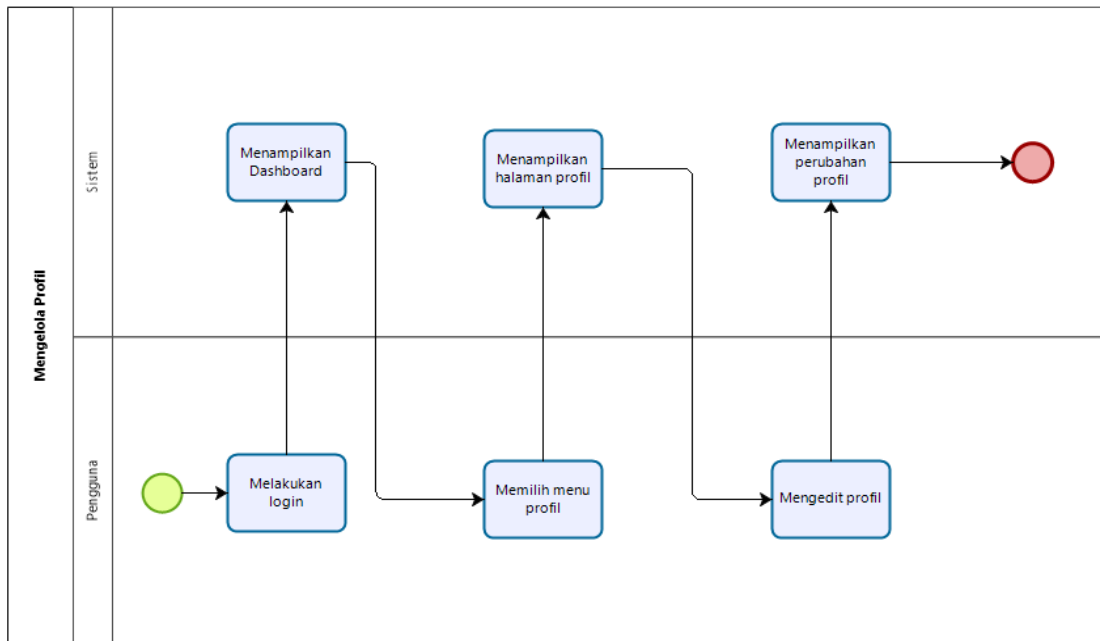 Mengelola Profil
Sistem
Menampilkan
Dashboard
Menampilkan
halaman profil
Menampilkan
perubahan
profil
Pengguna
Melakukan
login
Memilih menu
profil
Mengedit profil